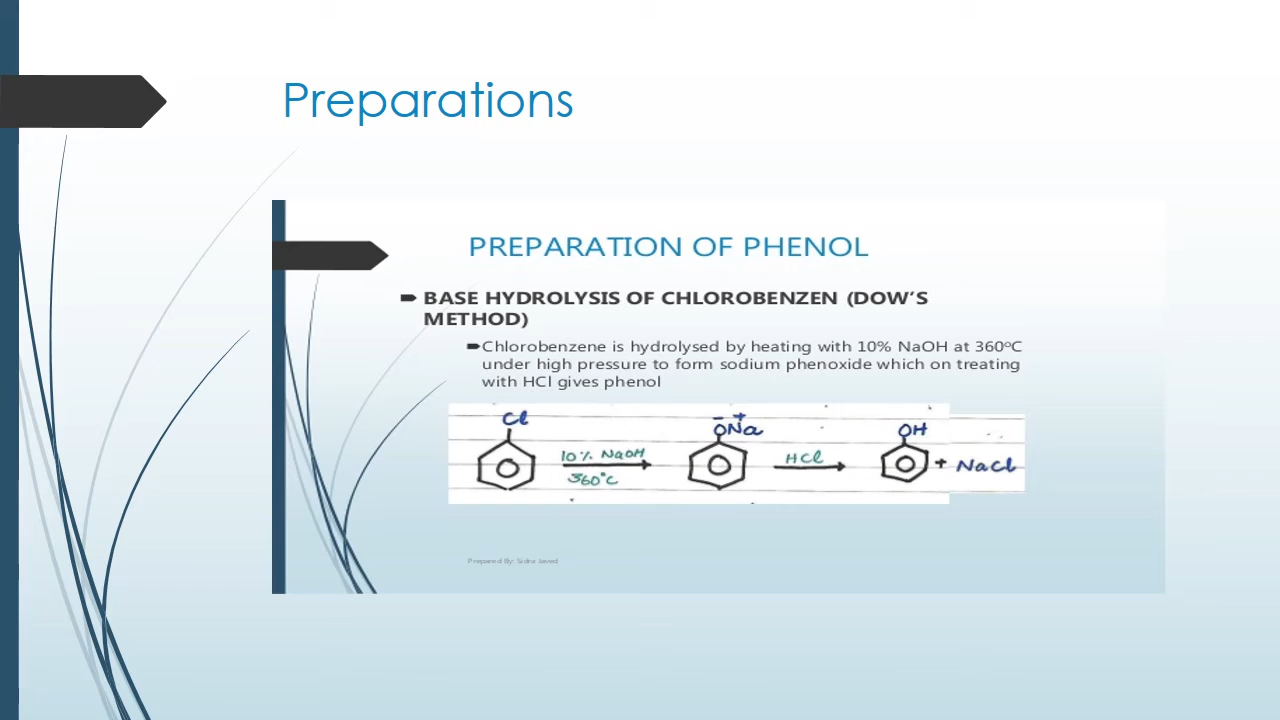 Preparations
PREPARATION OF PHENOL
BASE HYDROLYSIS OF CHLOROBENZEN (DOW’S
METHOD)
Chlorobenzene is hydrolysed by heating with 10% NaOH at 360ºC
under high pressure to form sodium phenoxide which on treating
with HCl gives phenol
Cl
10% NaOH
360°C
ŌNa⁺
HCl
OH
+ NaCl
Prepared By: Sidra Javed